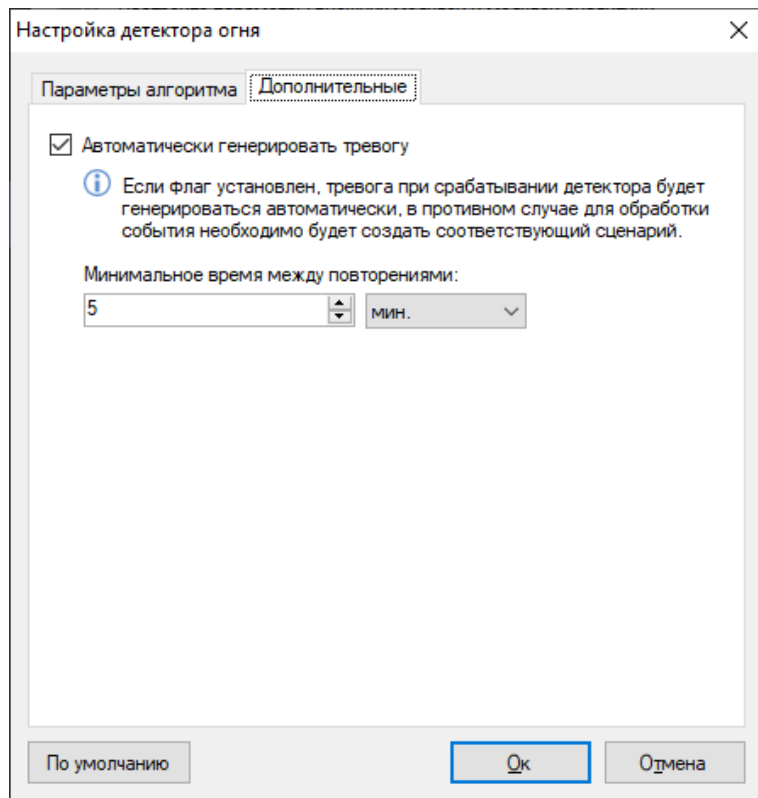 Настройка детектора огня
Параметры алгоритма
Дополнительные
Автоматически генерировать тревогу
Если флаг установлен, тревога при срабатывании детектора будет
генерироваться автоматически, в противном случае для обработки
события необходимо будет создать соответствующий сценарий.
Минимальное время между повторениями:
5
мин.
По умолчанию
Ок
Отмена